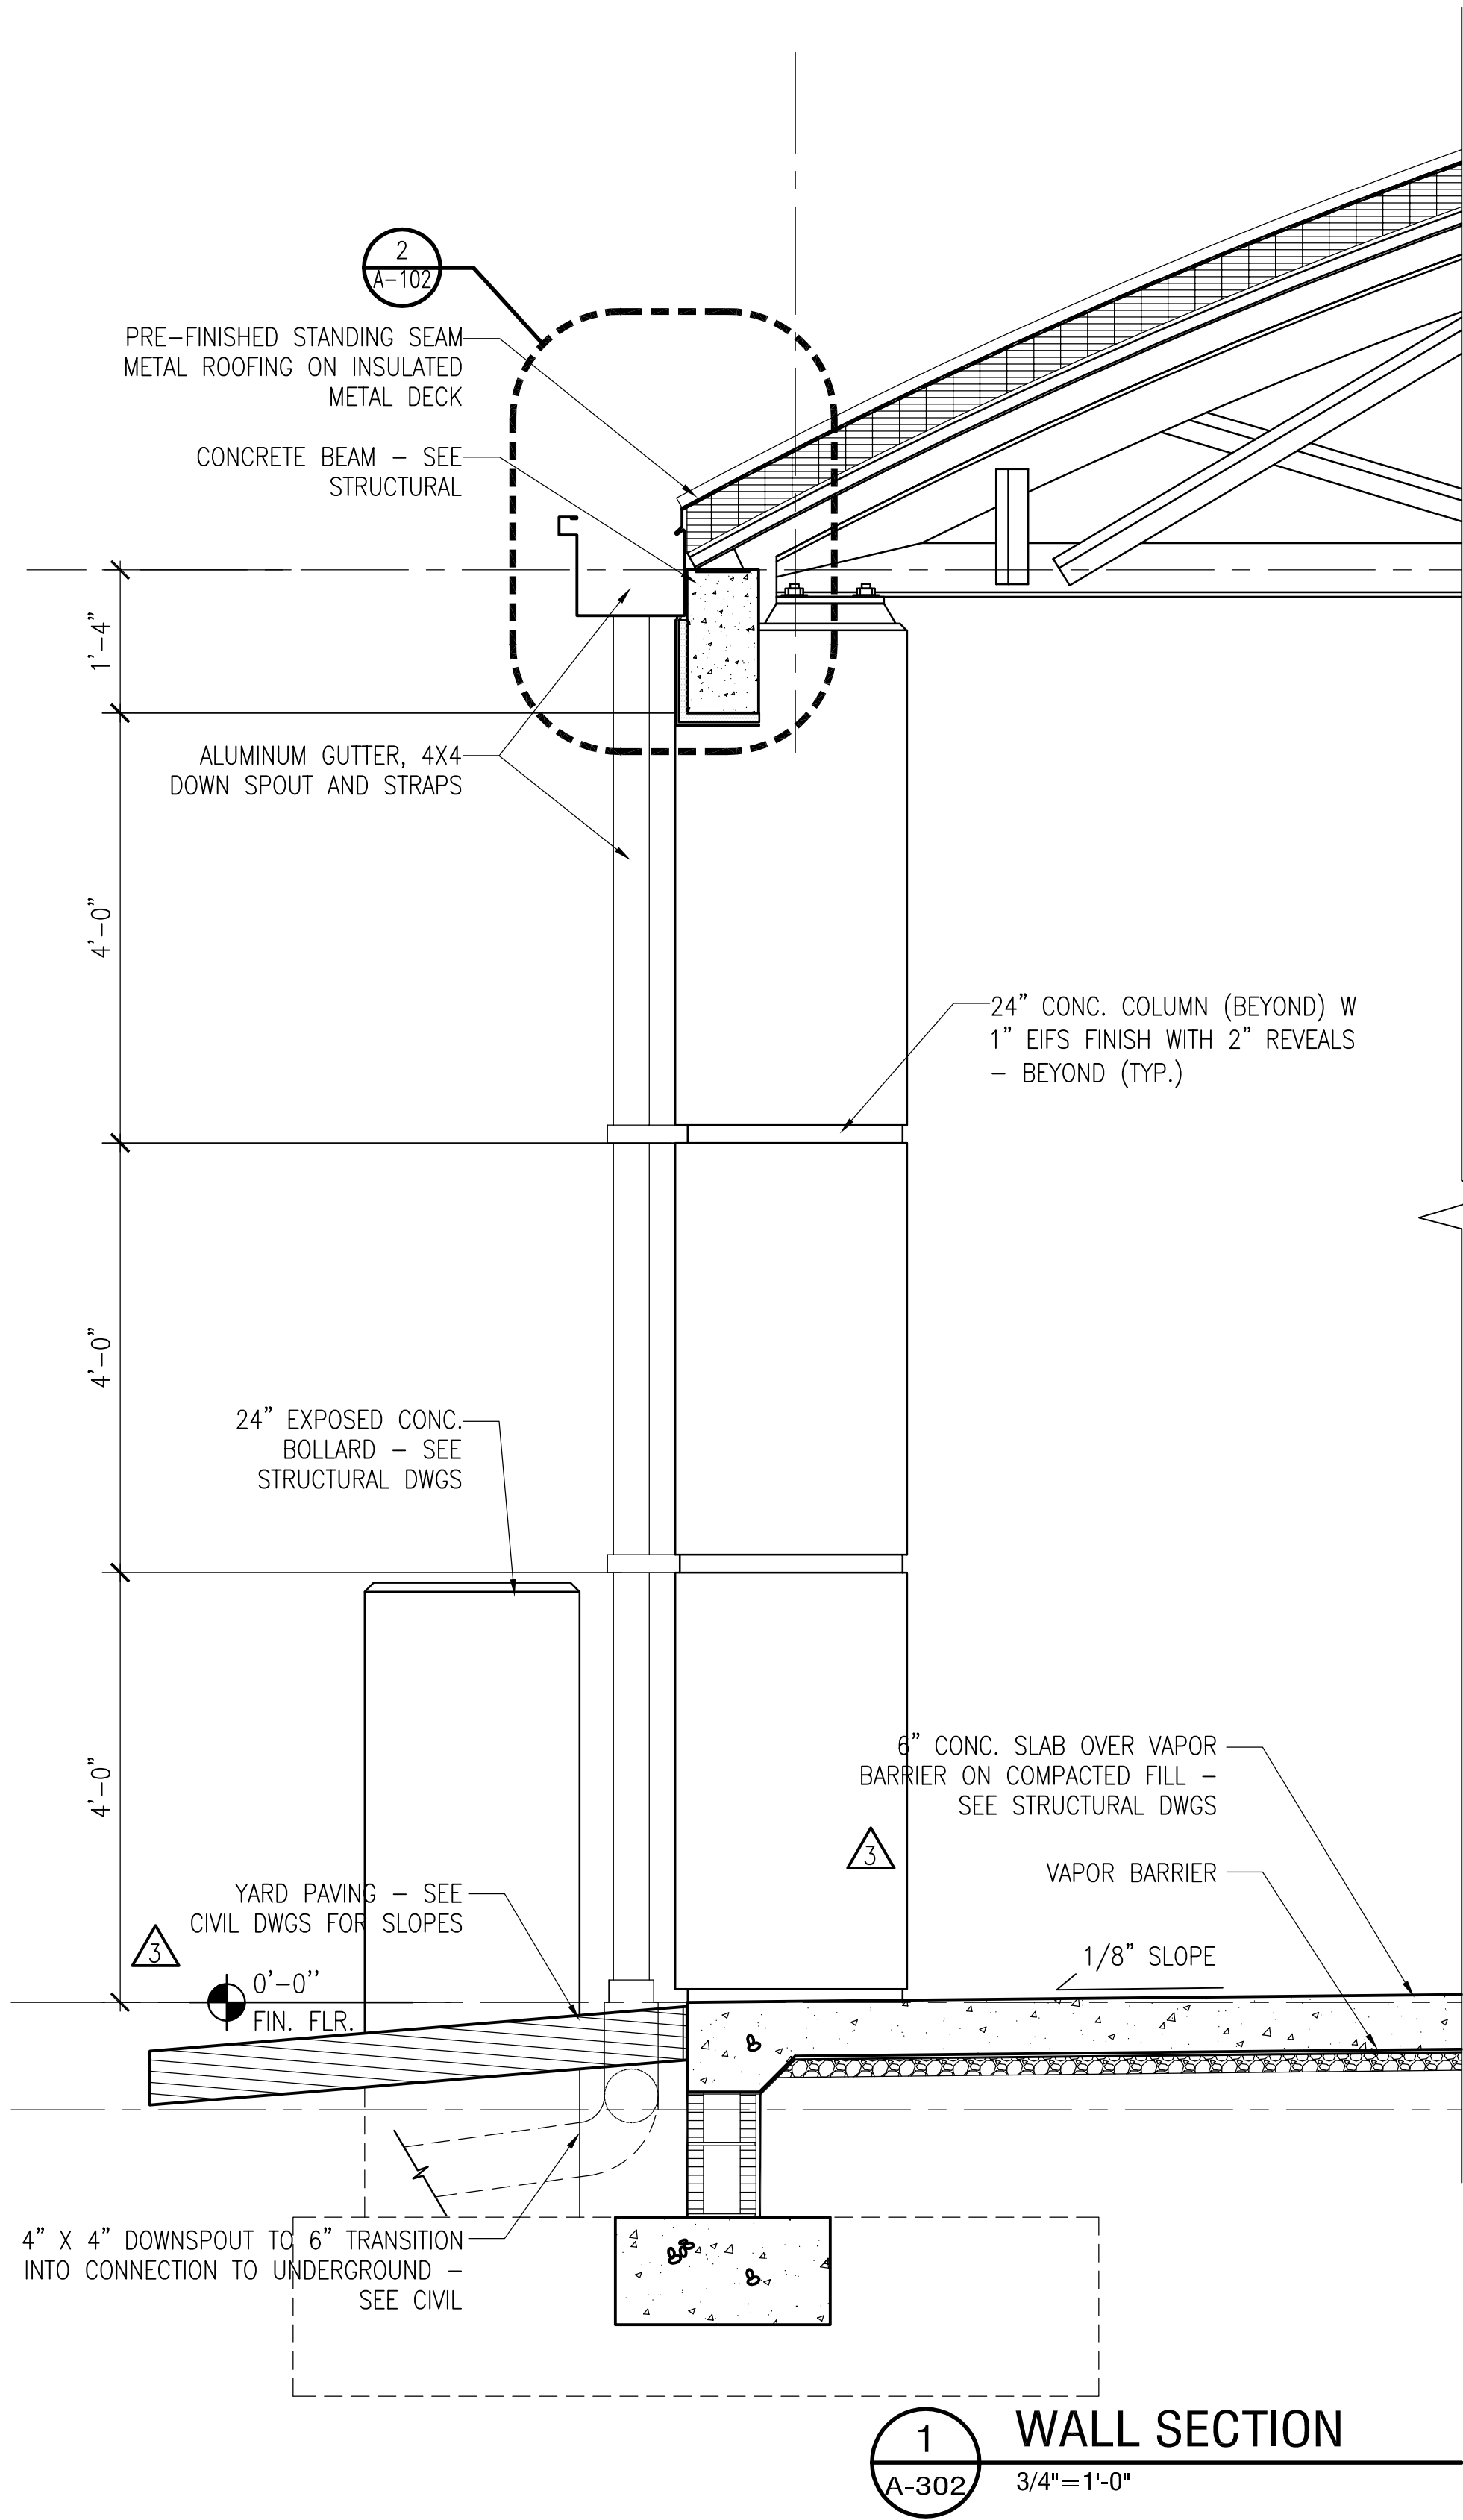 2
A-102
PRE-FINISHED STANDING SEAM
METAL ROOFING ON INSULATED
METAL DECK
CONCRETE BEAM - SEE
STRUCTURAL
1'-4"
ALUMINUM GUTTER, 4X4
DOWN SPOUT AND STRAPS
4'-0"
24" CONC. COLUMN (BEYOND) W
1" EIFS FINISH WITH 2" REVEALS
- BEYOND (TYP.)
4'-0"
24" EXPOSED CONC.
BOLLARD - SEE
STRUCTURAL DWGS
4'-0"
6" CONC. SLAB OVER VAPOR
BARRIER ON COMPACTED FILL -
SEE STRUCTURAL DWGS
3
VAPOR BARRIER
YARD PAVING - SEE
CIVIL DWGS FOR SLOPES
3
1/8" SLOPE
0'-0''
FIN. FLR.
4" X 4" DOWNSPOUT TO 6" TRANSITION
INTO CONNECTION TO UNDERGROUND -
SEE CIVIL
1
A-302
WALL SECTION
3/4"=1'-0"